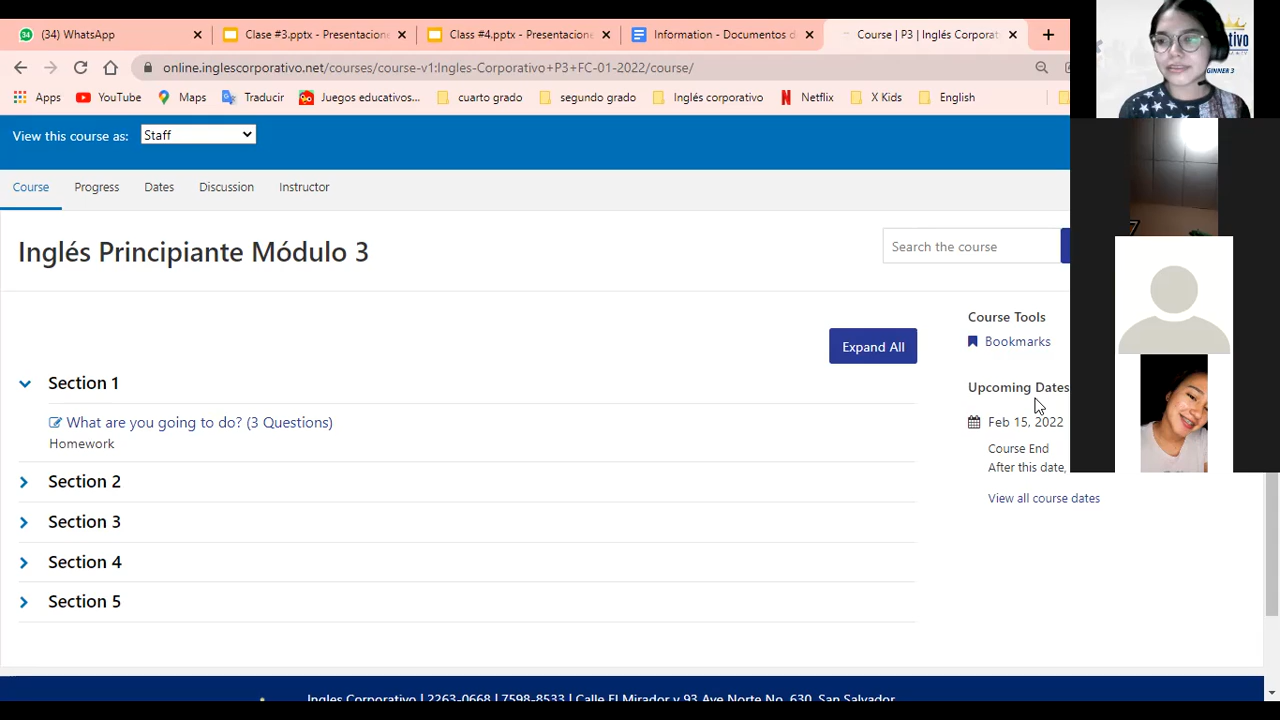 (34) WhatsApp
Clase #3.pptx - Presentacione
Clase #4.pptx - Presentacione
Information - Documentos d
Course | P3 | Inglés Corporat
online.inglescorporativo.net/courses/course-v1:Ingles-Corporativo+P3+FC-01-2022/course/
Apps
YouTube
Maps
Traducir
Juegos educativos...
cuarto grado
segundo grado
Inglés corporativo
Netflix
X Kids
English
GINNER 3
View this course as:
Staff
Course
Progress
Dates
Discussion
Instructor
Inglés Principiante Módulo 3
Search the course
Expand All
Section 1
What are you going to do? (3 Questions)
Homework
Section 2
Section 3
Section 4
Section 5
Course Tools
Bookmarks
Upcoming Dates
Feb 15, 2022
Course End
After this date,
View all course dates
Ingles Corporativo | 2263-0668 | 7598-8533 | Calle El Mirador y 93 Ave Norte No. 630, San Salvador